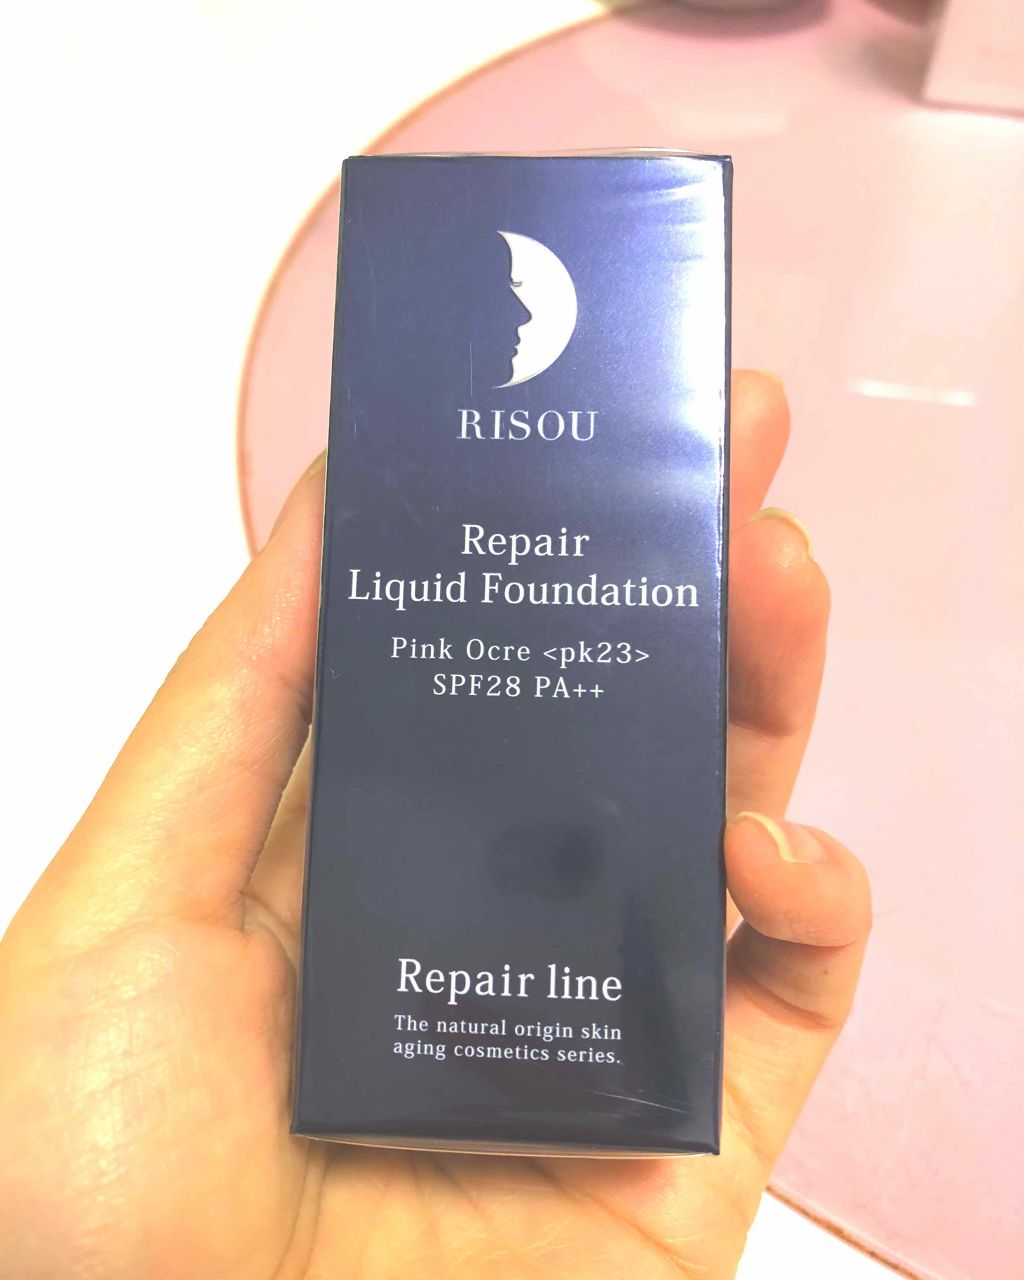 RISOU
Repair
Liquid Foundation
Pink Ocre <pk23>
SPF28 PA++
Repair line
The natural origin skin
aging cosmetics series.